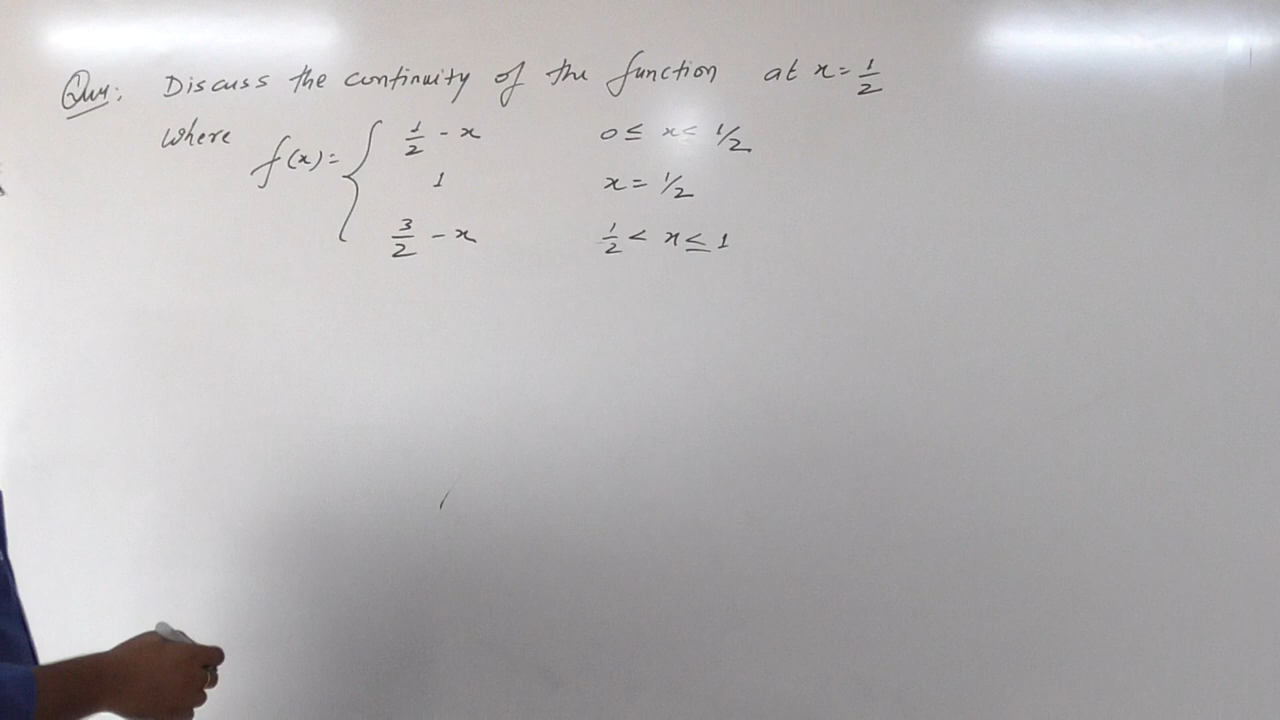 Que: Discuss the continuity of the function at x = 1/2
where f(x) = { 1/2 - x 0 ≤ x < 1/2
1 x = 1/2
3/2 - x 1/2 < x ≤ 1